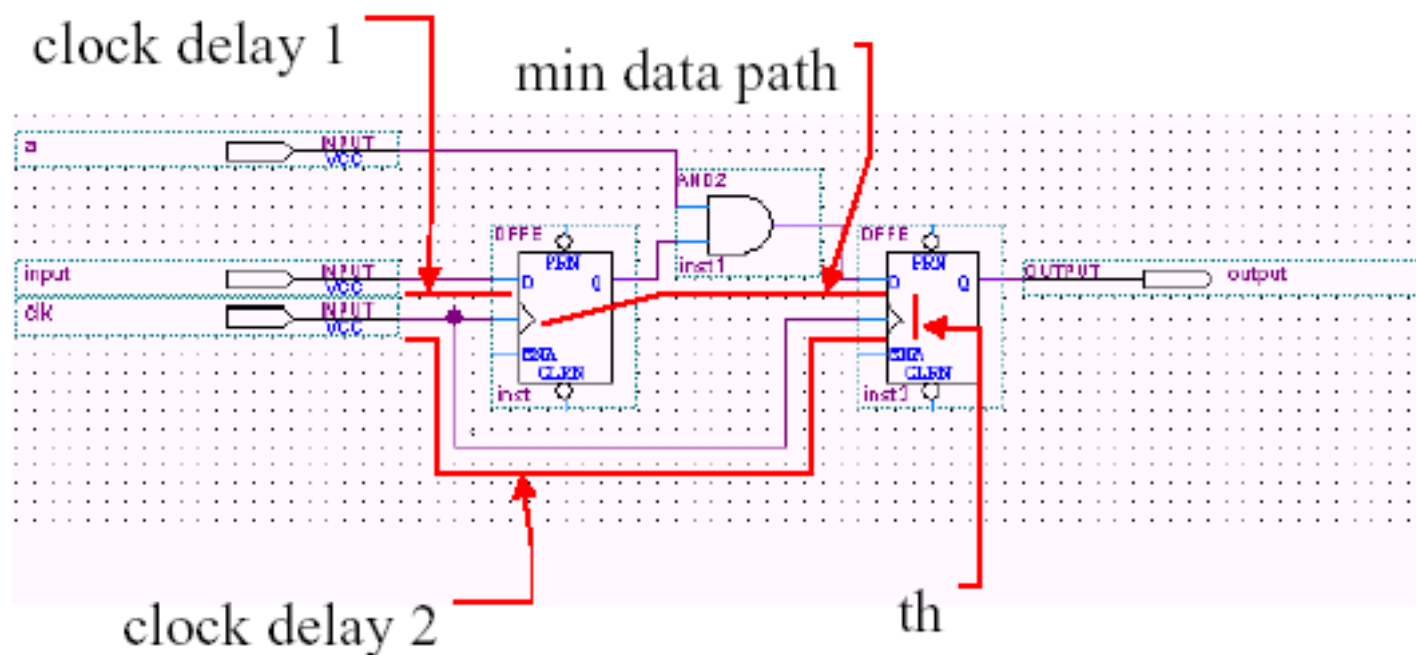 clock delay 1
min data path
a
INPUT
VCC
AND2
inst1
DFFE
PRN
D
Q
ENA
CLRN
inst
DFFE
PRN
D
Q
ENA
CLRN
input
INPUT
VCC
clk
INPUT
VCC
OUTPUT
output
clock delay 2
th